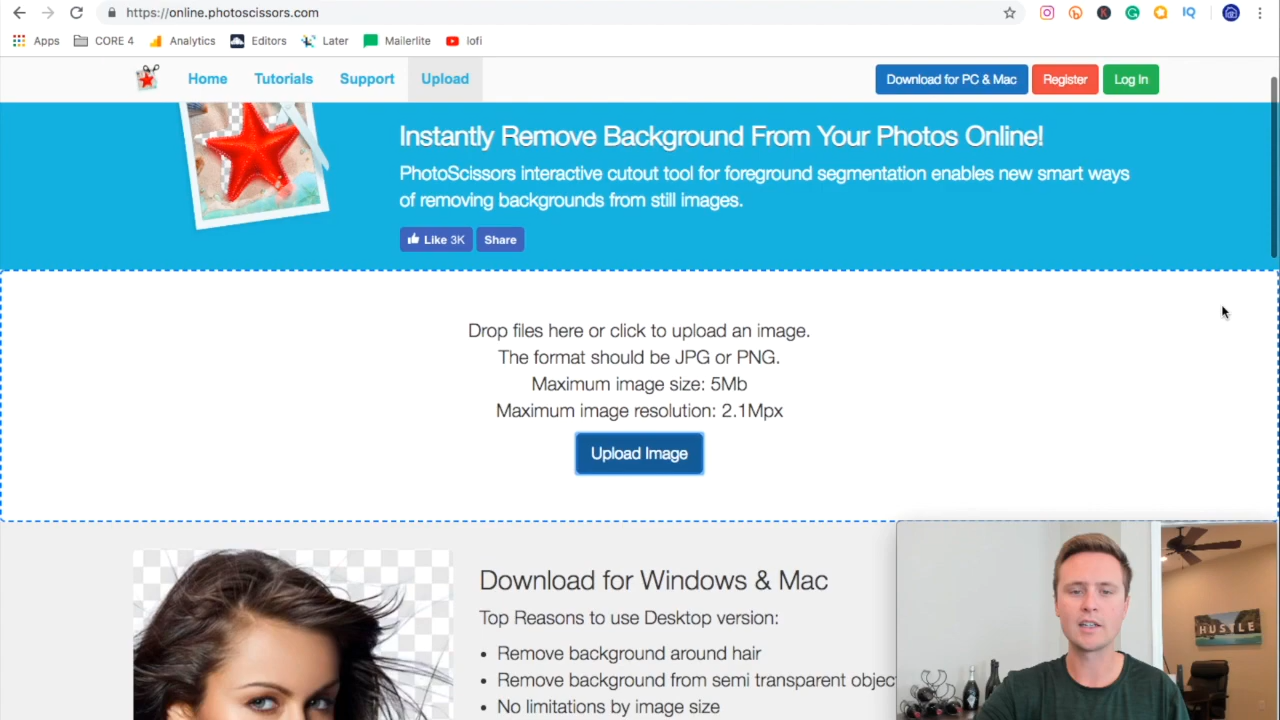 https://online.photoscissors.com
Apps CORE 4 Analytics Editors Later Mailerlite lofi
IQ
Home Tutorials Support Upload Download for PC & Mac Register Log In
Instantly Remove Background From Your Photos Online!
PhotoScissors interactive cutout tool for foreground segmentation enables new smart ways
of removing backgrounds from still images.
Like 3K Share
Drop files here or click to upload an image.
The format should be JPG or PNG.
Maximum image size: 5Mb
Maximum image resolution: 2.1Mpx
Upload Image
Download for Windows & Mac
Top Reasons to use Desktop version:
• Remove background around hair
• Remove background from semi transparent objec
• No limitations by image size
HUSTLE